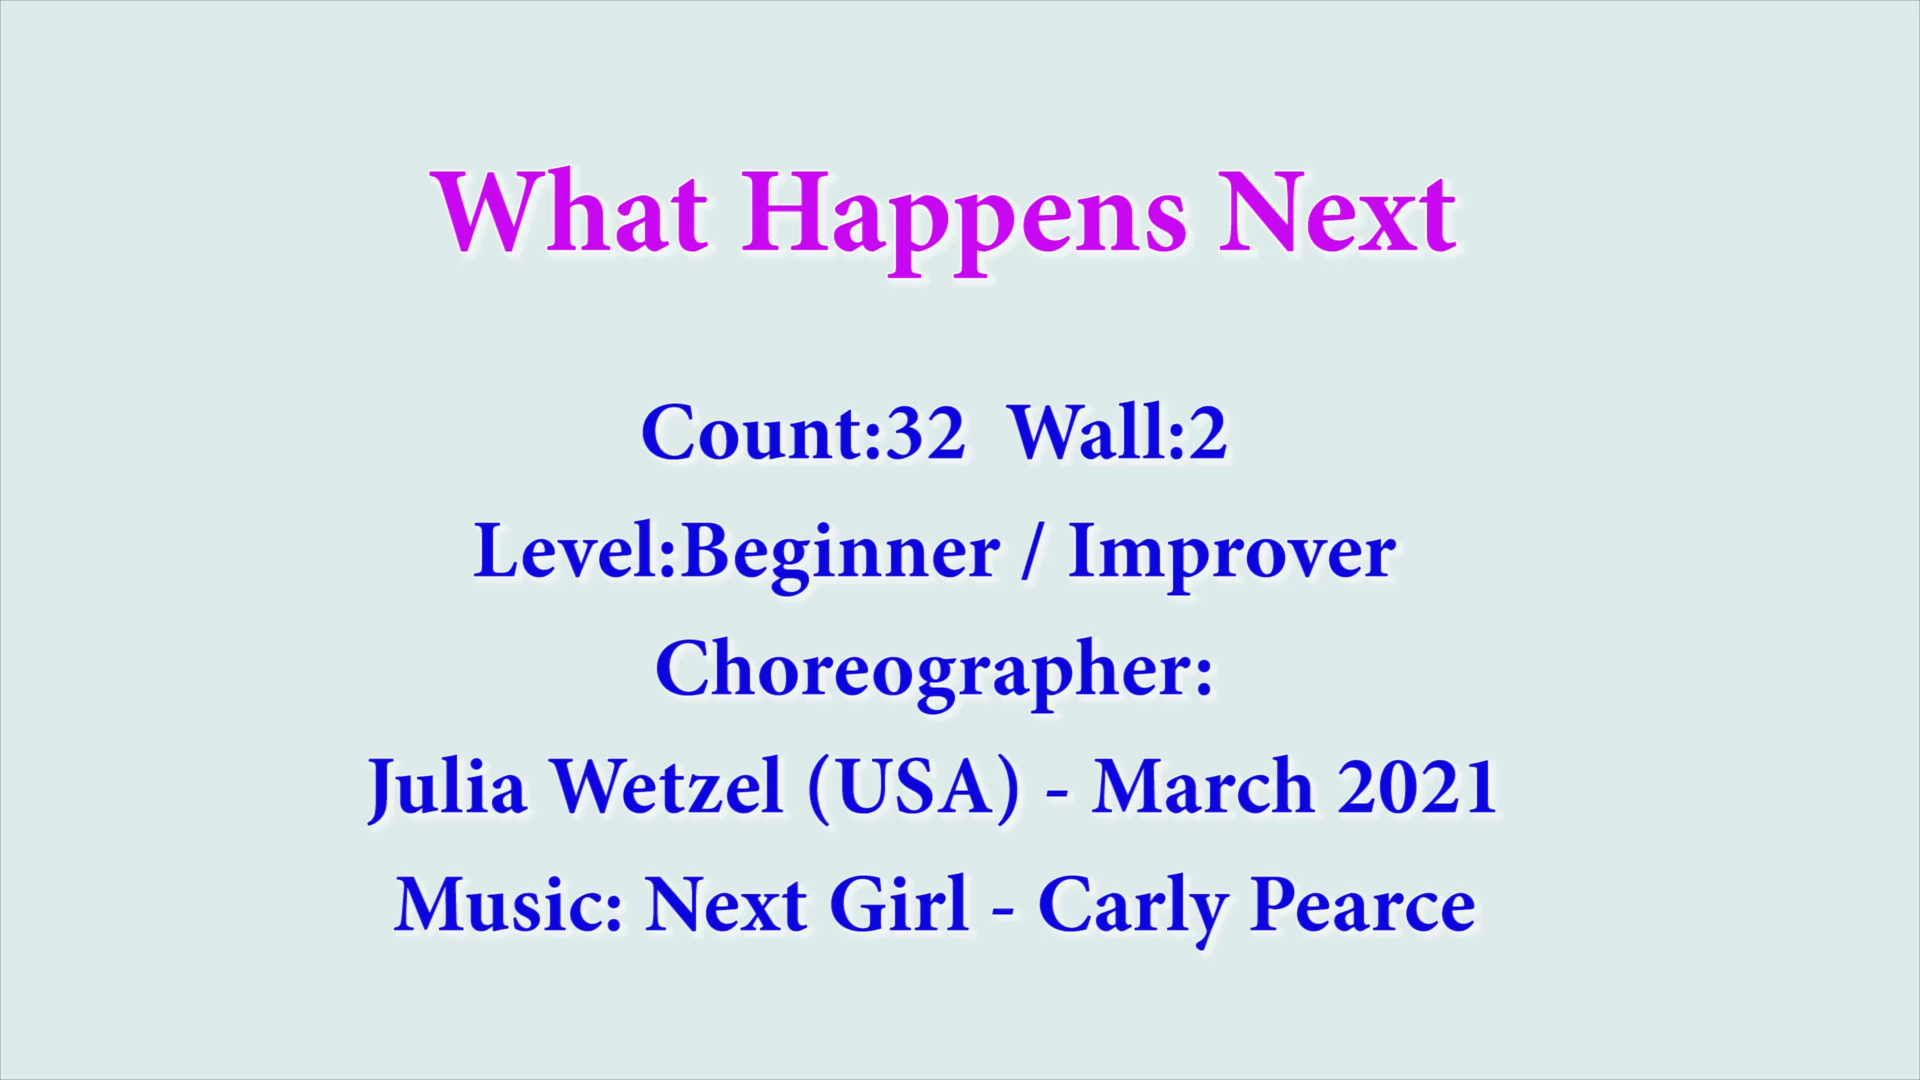 What Happens Next
Count:32 Wall:2
Level:Beginner / Improver
Choreographer:
Julia Wetzel (USA) - March 2021
Music: Next Girl - Carly Pearce